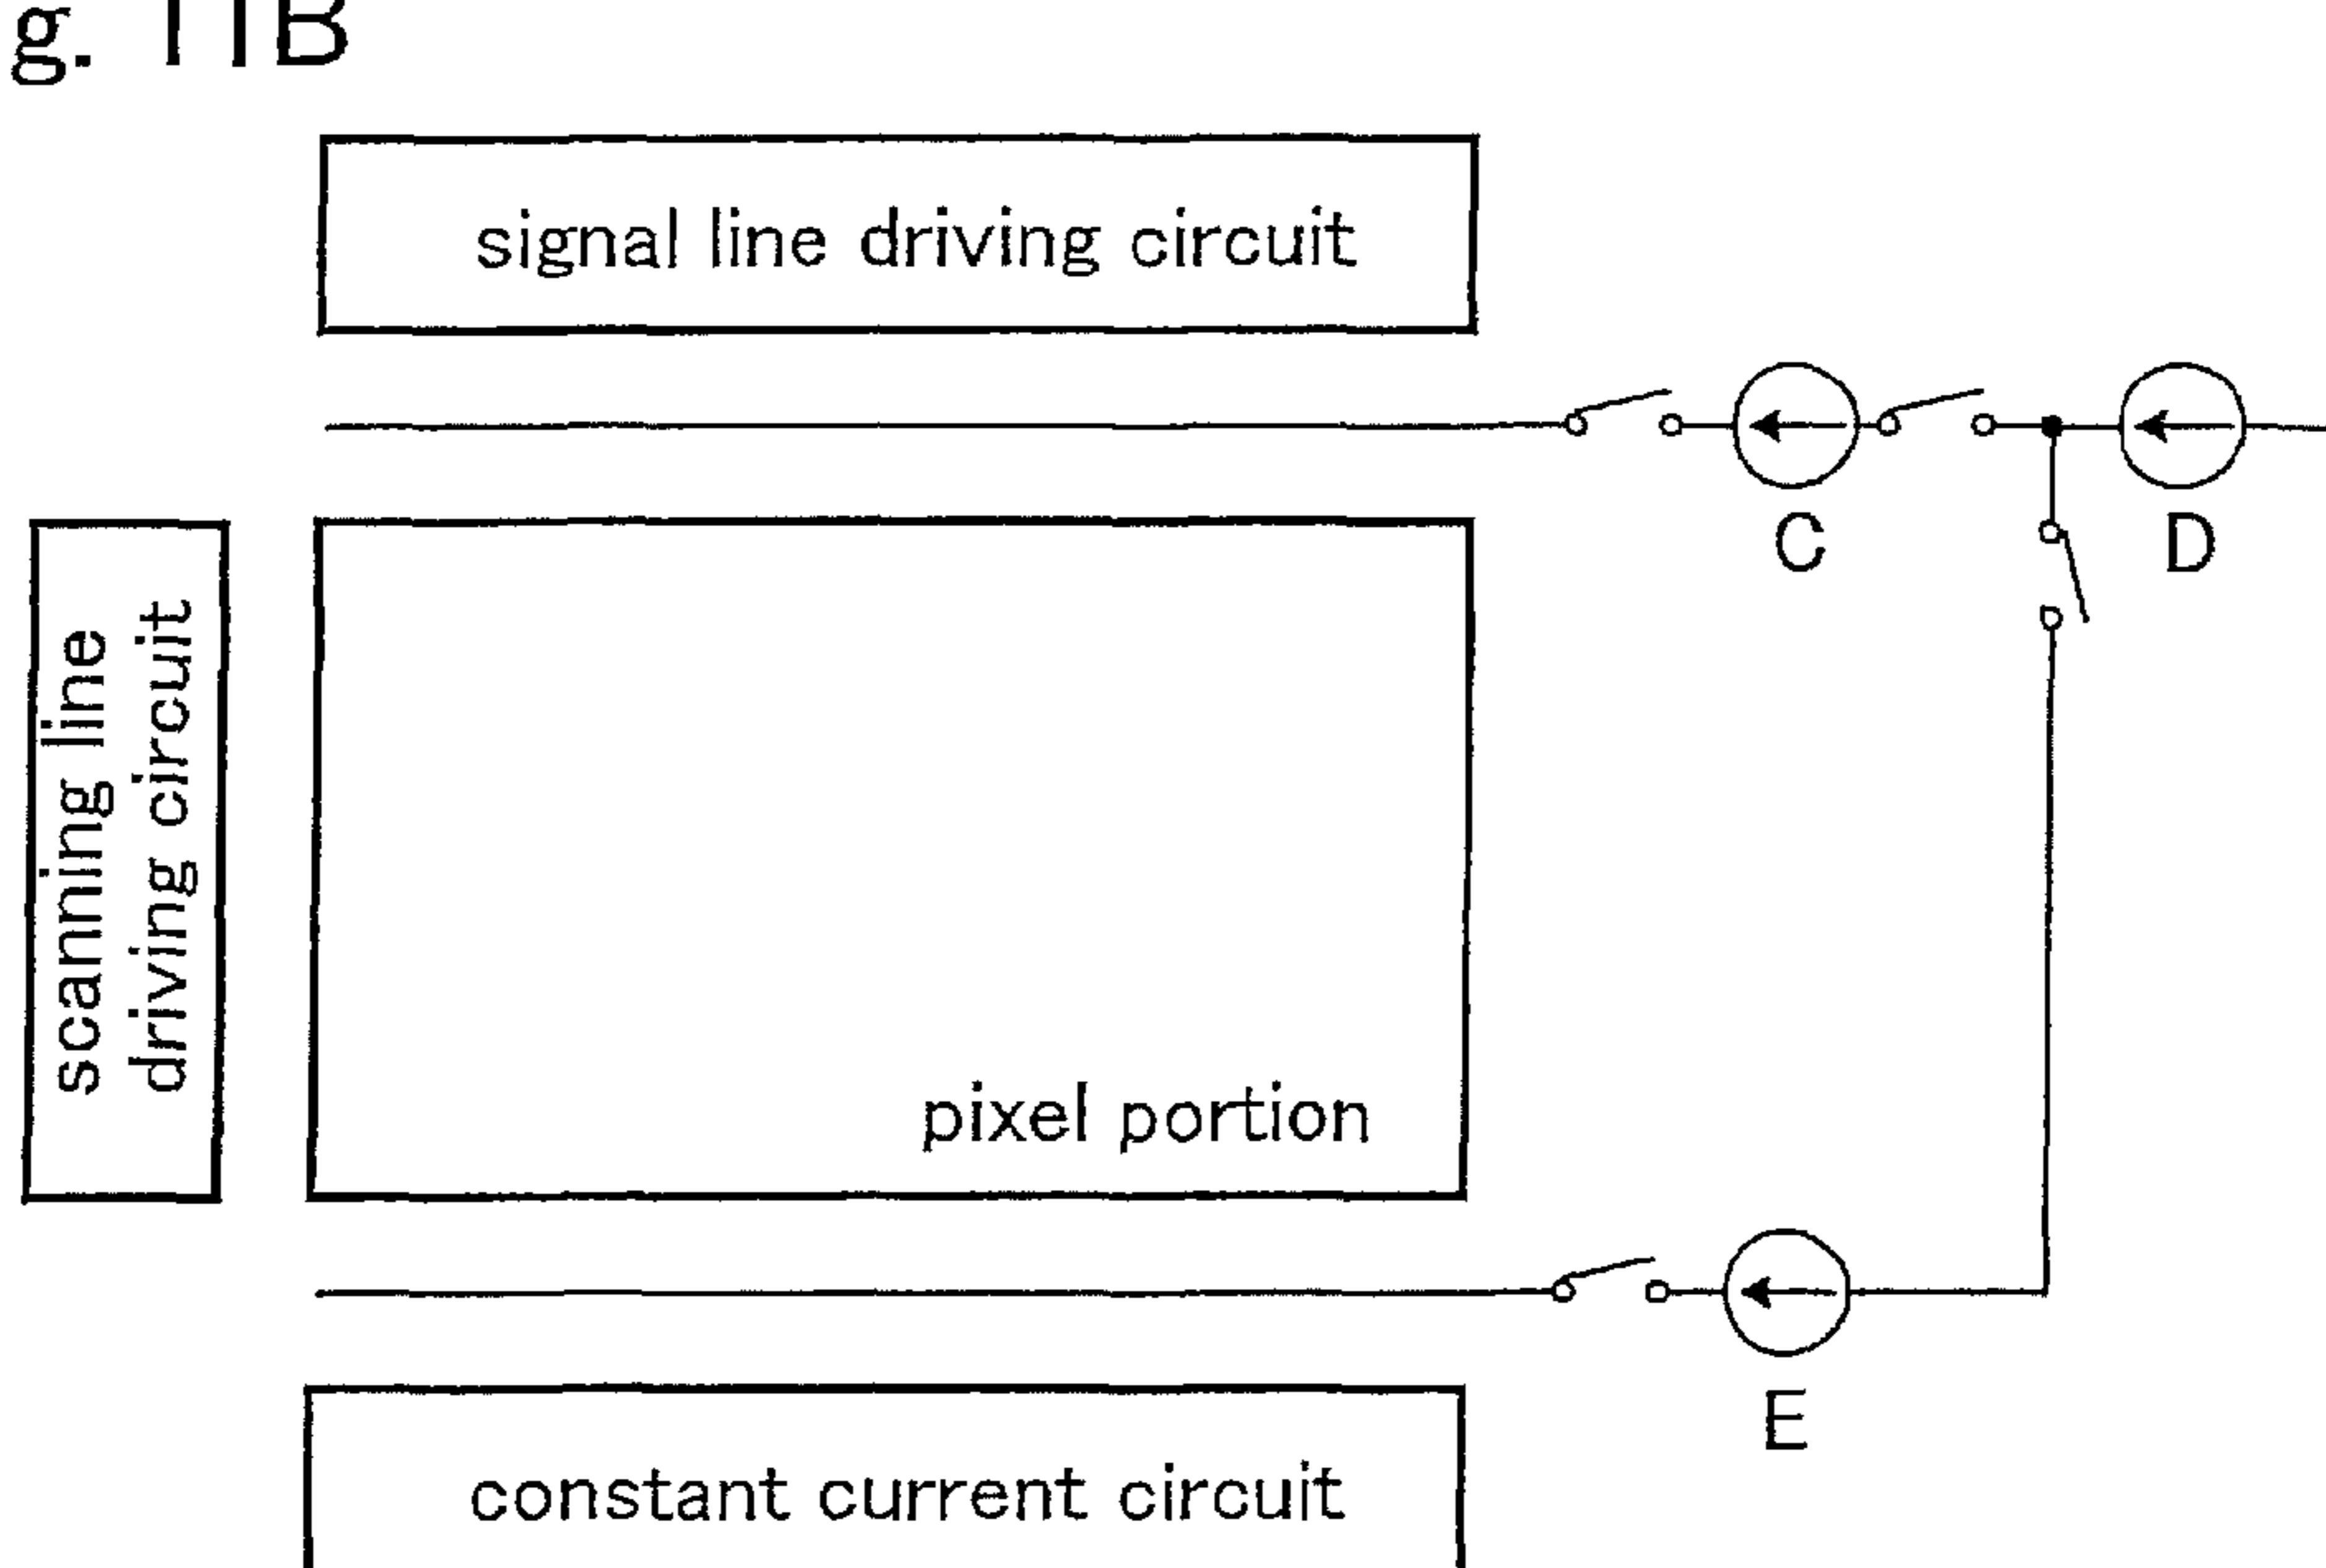 g. 11B
signal line driving circuit
C
D
scanning line
driving circuit
pixel portion
E
constant current circuit